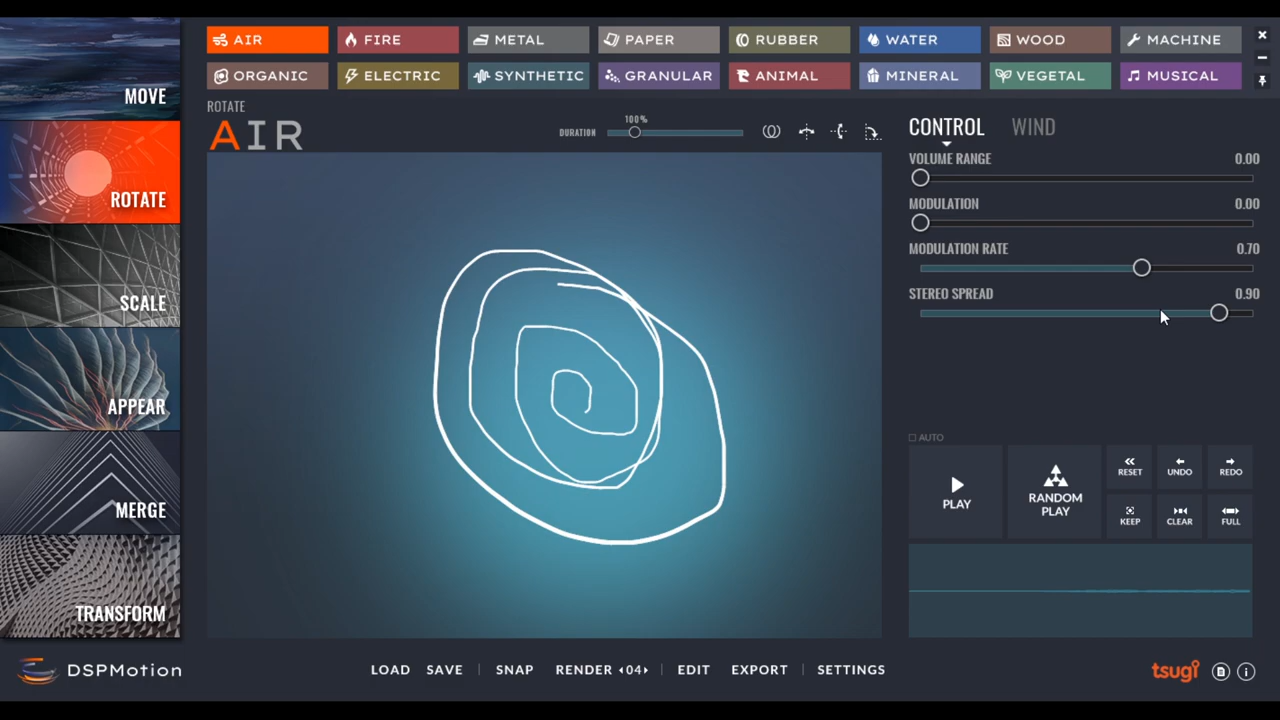 MOVE
ROTATE
SCALE
APPEAR
MERGE
TRANSFORM
AIR FIRE METAL PAPER RUBBER WATER WOOD MACHINE
ORGANIC ELECTRIC SYNTHETIC GRANULAR ANIMAL MINERAL VEGETAL MUSICAL
ROTATE
AIR
DURATION 100%
CONTROL WIND
VOLUME RANGE 0.00
MODULATION 0.00
MODULATION RATE 0.70
STEREO SPREAD 0.90
AUTO
PLAY
RANDOM
PLAY
RESET UNDO REDO
KEEP CLEAR FULL
DSPMOTION
LOAD SAVE SNAP RENDER 04 EDIT EXPORT SETTINGS
tsugi